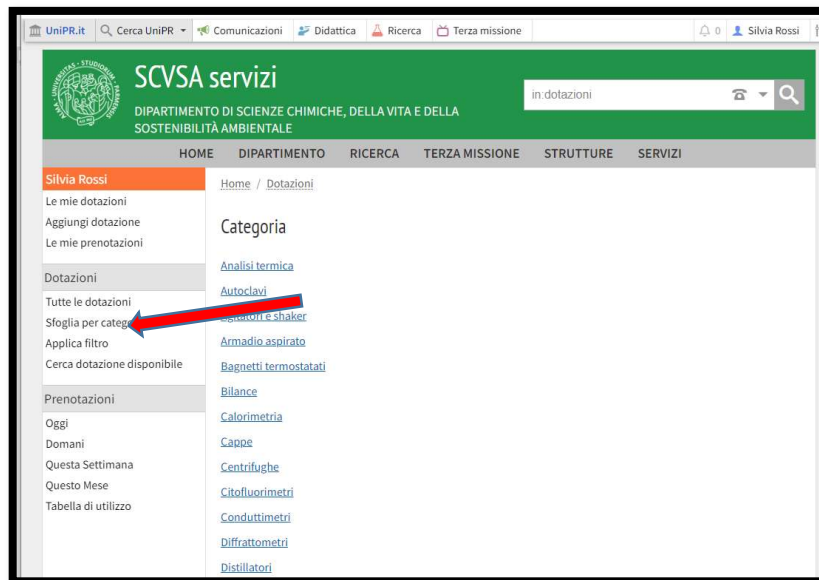 UniPR.it Cerca UniPR Comunicazioni Didattica Ricerca Terza missione 0 Silvia Rossi
SCVSA servizi
DIPARTIMENTO DI SCIENZE CHIMICHE, DELLA VITA E DELLA
SOSTENIBILITÀ AMBIENTALE
in:dotazioni
HOME DIPARTIMENTO RICERCA TERZA MISSIONE STRUTTURE SERVIZI
Silvia Rossi
Le mie dotazioni
Aggiungi dotazione
Le mie prenotazioni
Dotazioni
Tutte le dotazioni
Sfoglia per categ
Applica filtro
Cerca dotazione disponibile
Prenotazioni
Oggi
Domani
Questa Settimana
Questo Mese
Tabella di utilizzo
Home / Dotazioni
Categoria
Analisi termica
Autoclavi
e shaker
Armadio aspirato
Bagnetti termostatati
Bilance
Calorimetria
Cappe
Centrifughe
Citofluorimetri
Conduttimetri
Diffrattometri
Distillatori